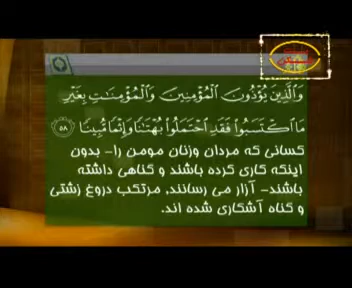 وَالَّذِينَ يُؤْذُونَ الْمُؤْمِنِينَ وَالْمُؤْمِنَاتِ بِغَيْرِ
مَا اكْتَسَبُوا فَقَدِ احْتَمَلُوا بُهْتَانًا وَإِثْمًا مُّبِينًا ﴿٥٨﴾
کسانی که مردان وزنان مومن را- بدون
اینکه کاری کرده باشند و گناهی داشته
باشند- آزار می رسانند، مرتکب دروغ زشتی
و گناه آشکاری شده اند.